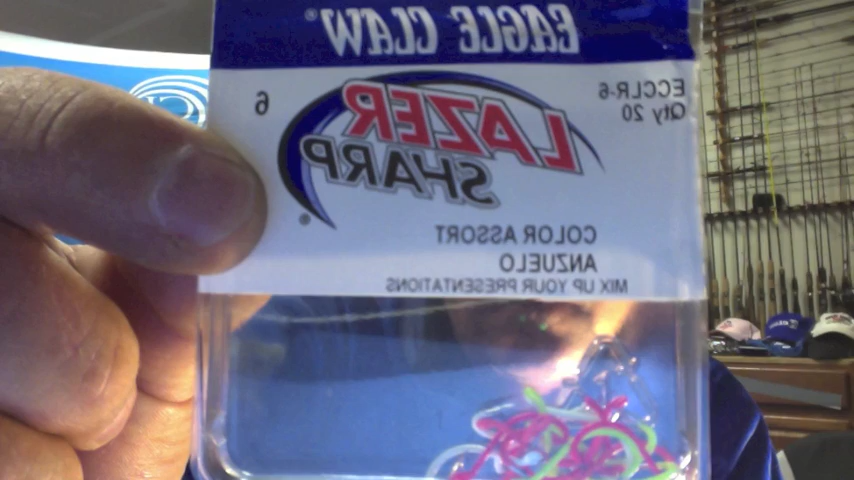 EAGLE CLAW®
ECCLR-6
Qty 20
6
LAZER
SHARP®
COLOR ASSORT
ANZUELO
MIX UP YOUR PRESENTATIONS